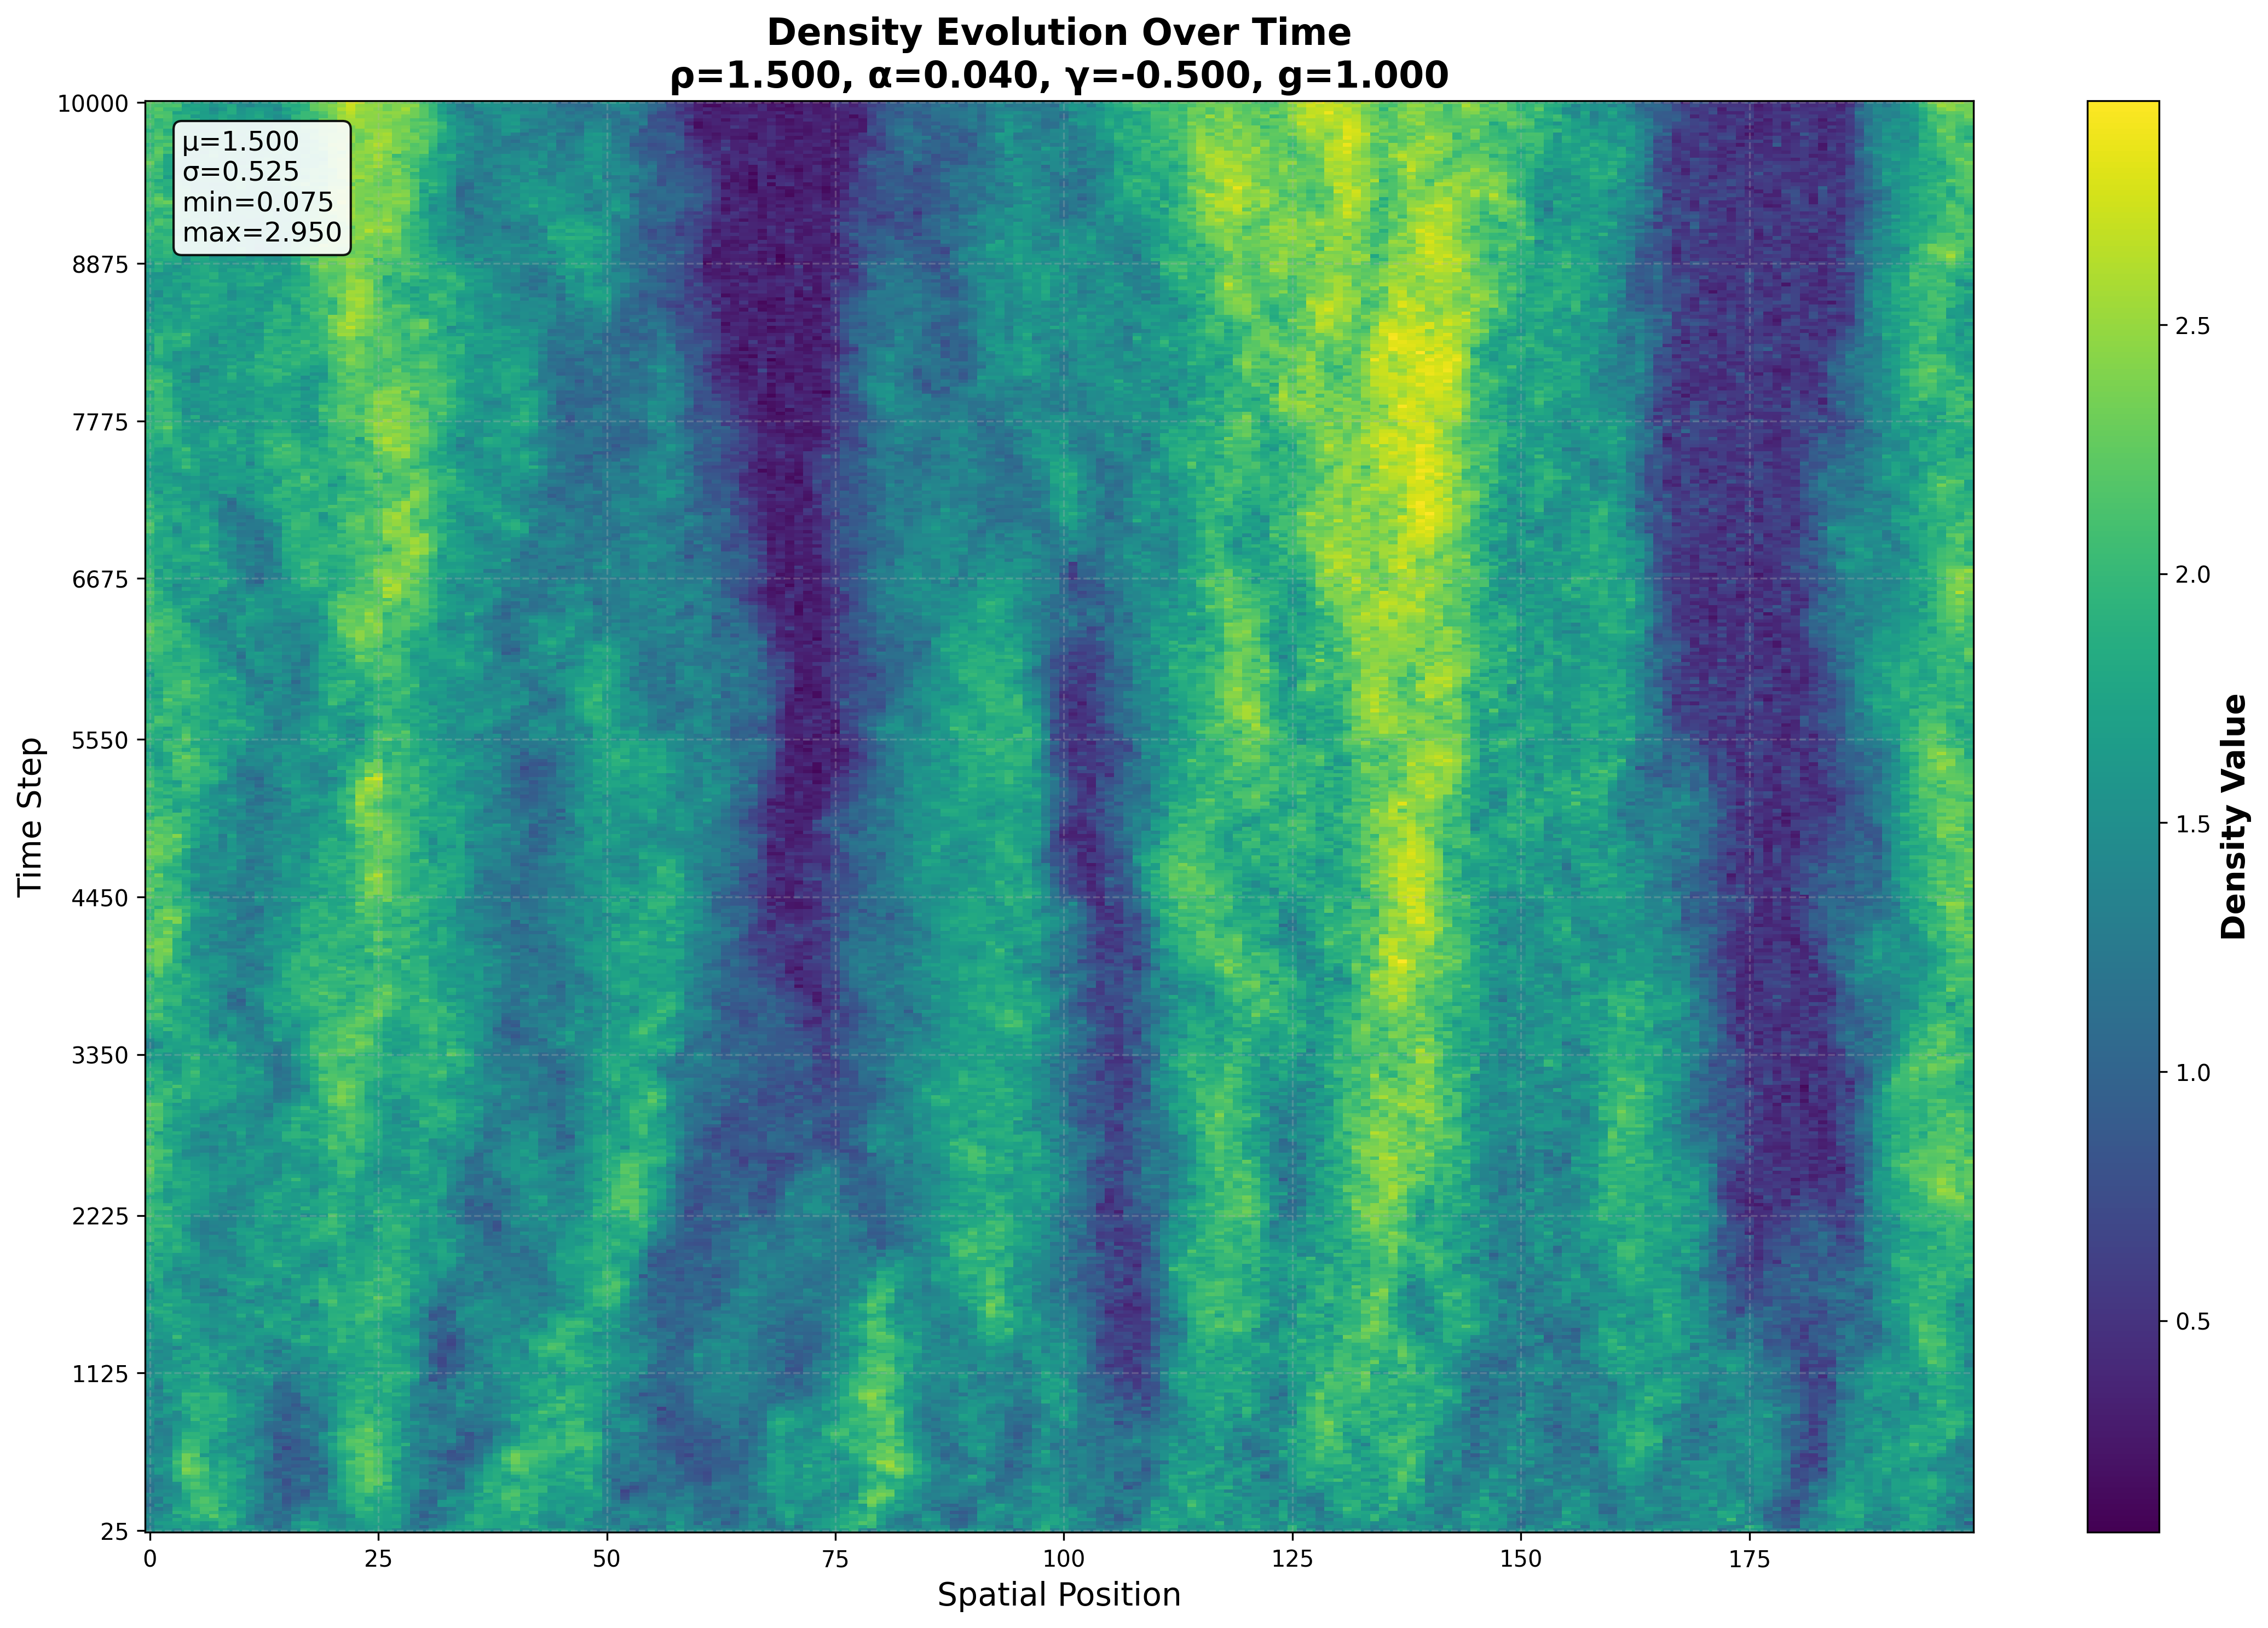 Density Evolution Over Time
ρ=1.500, α=0.040, γ=-0.500, g=1.000
μ=1.500
σ=0.525
min=0.075
max=2.950
Time Step
10000
8875
7775
6675
5550
4450
3350
2225
1125
25
0 25 50 75 100 125 150 175
Spatial Position
2.5
2.0
1.5
1.0
0.5
Density Value